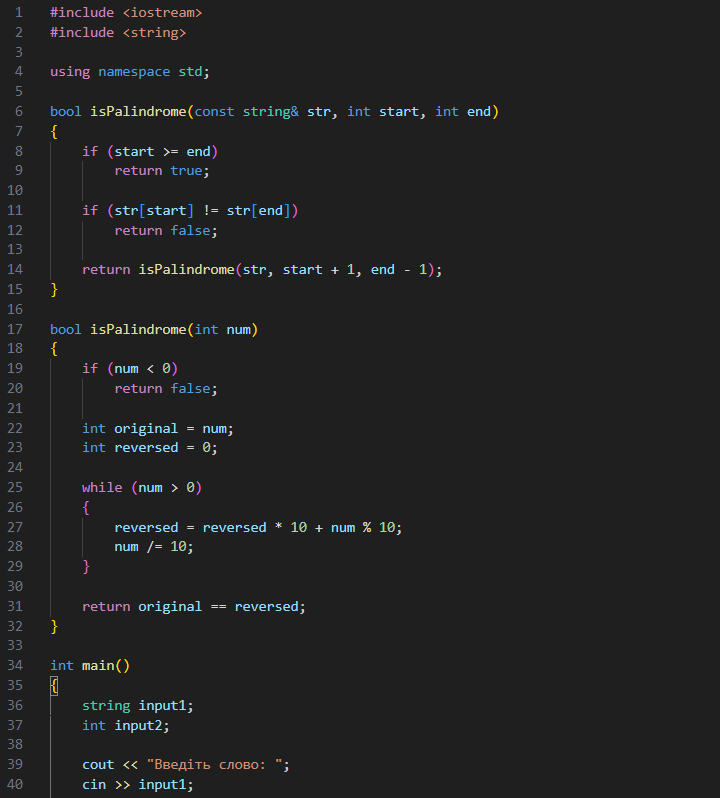 1 #include <iostream>
2 #include <string>
3
4 using namespace std;
5
6 bool isPalindrome(const string& str, int start, int end)
7 {
8     if (start >= end)
9         return true;
10
11     if (str[start] != str[end])
12         return false;
13
14     return isPalindrome(str, start + 1, end - 1);
15 }
16
17 bool isPalindrome(int num)
18 {
19     if (num < 0)
20         return false;
21
22     int original = num;
23     int reversed = 0;
24
25     while (num > 0)
26     {
27         reversed = reversed * 10 + num % 10;
28         num /= 10;
29     }
30
31     return original == reversed;
32 }
33
34 int main()
35 {
36     string input1;
37     int input2;
38
39     cout << "Введіть слово: ";
40     cin >> input1;